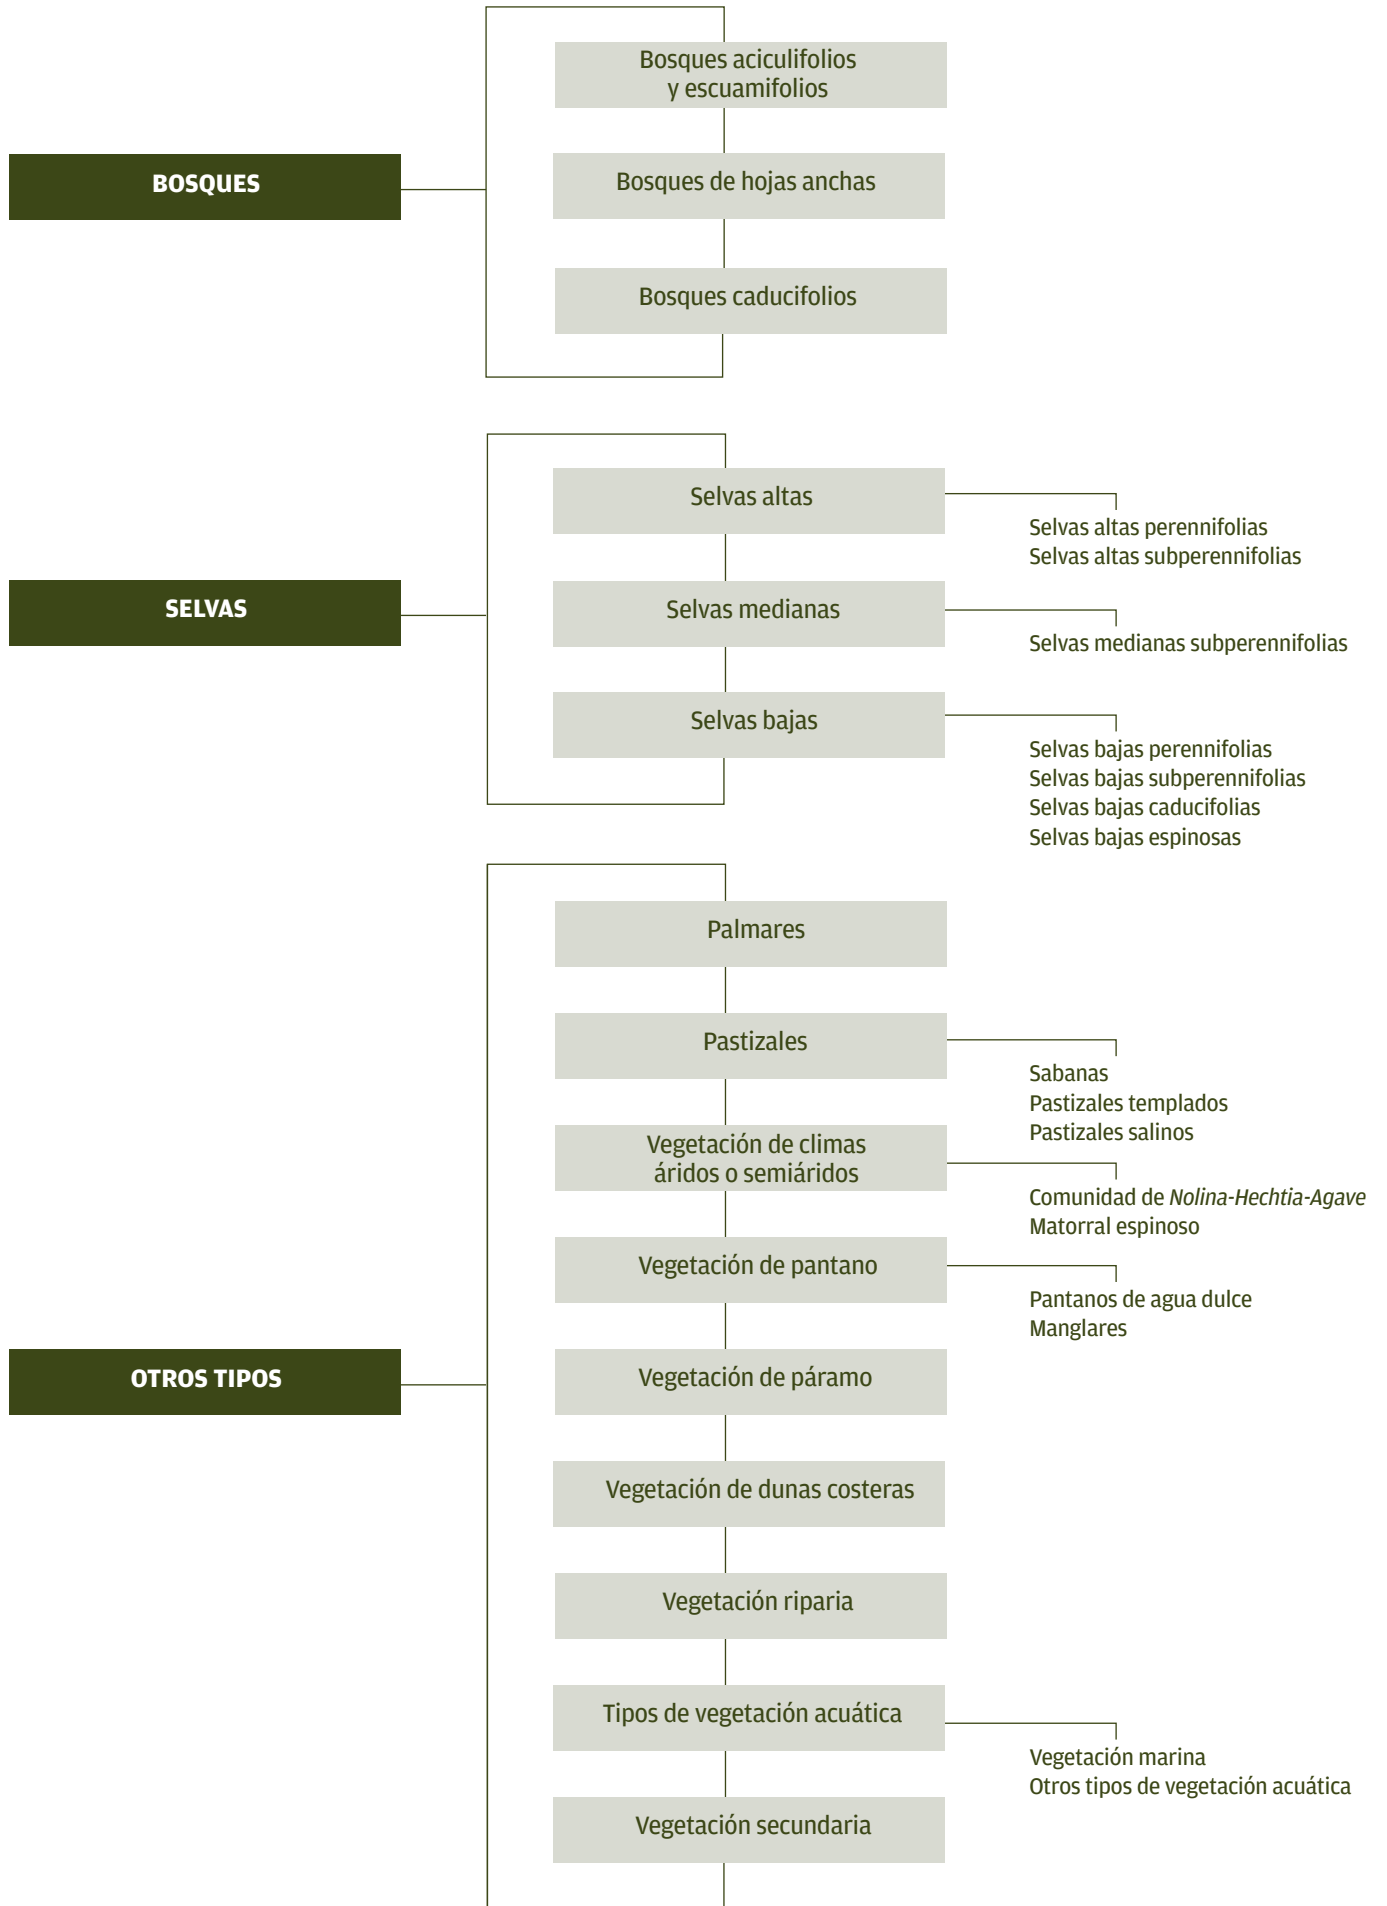 Bosques aciculifolios
y escuamifolios
BOSQUES
Bosques de hojas anchas
Bosques caducifolios
Selvas altas
Selvas altas perennifolias
Selvas altas subperennifolias
SELVAS
Selvas medianas
Selvas medianas subperennifolias
Selvas bajas
Selvas bajas perennifolias
Selvas bajas subperennifolias
Selvas bajas caducifolias
Selvas bajas espinosas
Palmares
Pastizales
Sabanas
Pastizales templados
Pastizales salinos
Vegetación de climas
áridos o semiáridos
Comunidad de Nolina-Hechtia-Agave
Matorral espinoso
Vegetación de pantano
Pantanos de agua dulce
Manglares
OTROS TIPOS
Vegetación de páramo
Vegetación de dunas costeras
Vegetación riparia
Tipos de vegetación acuática
Vegetación marina
Otros tipos de vegetación acuática
Vegetación secundaria